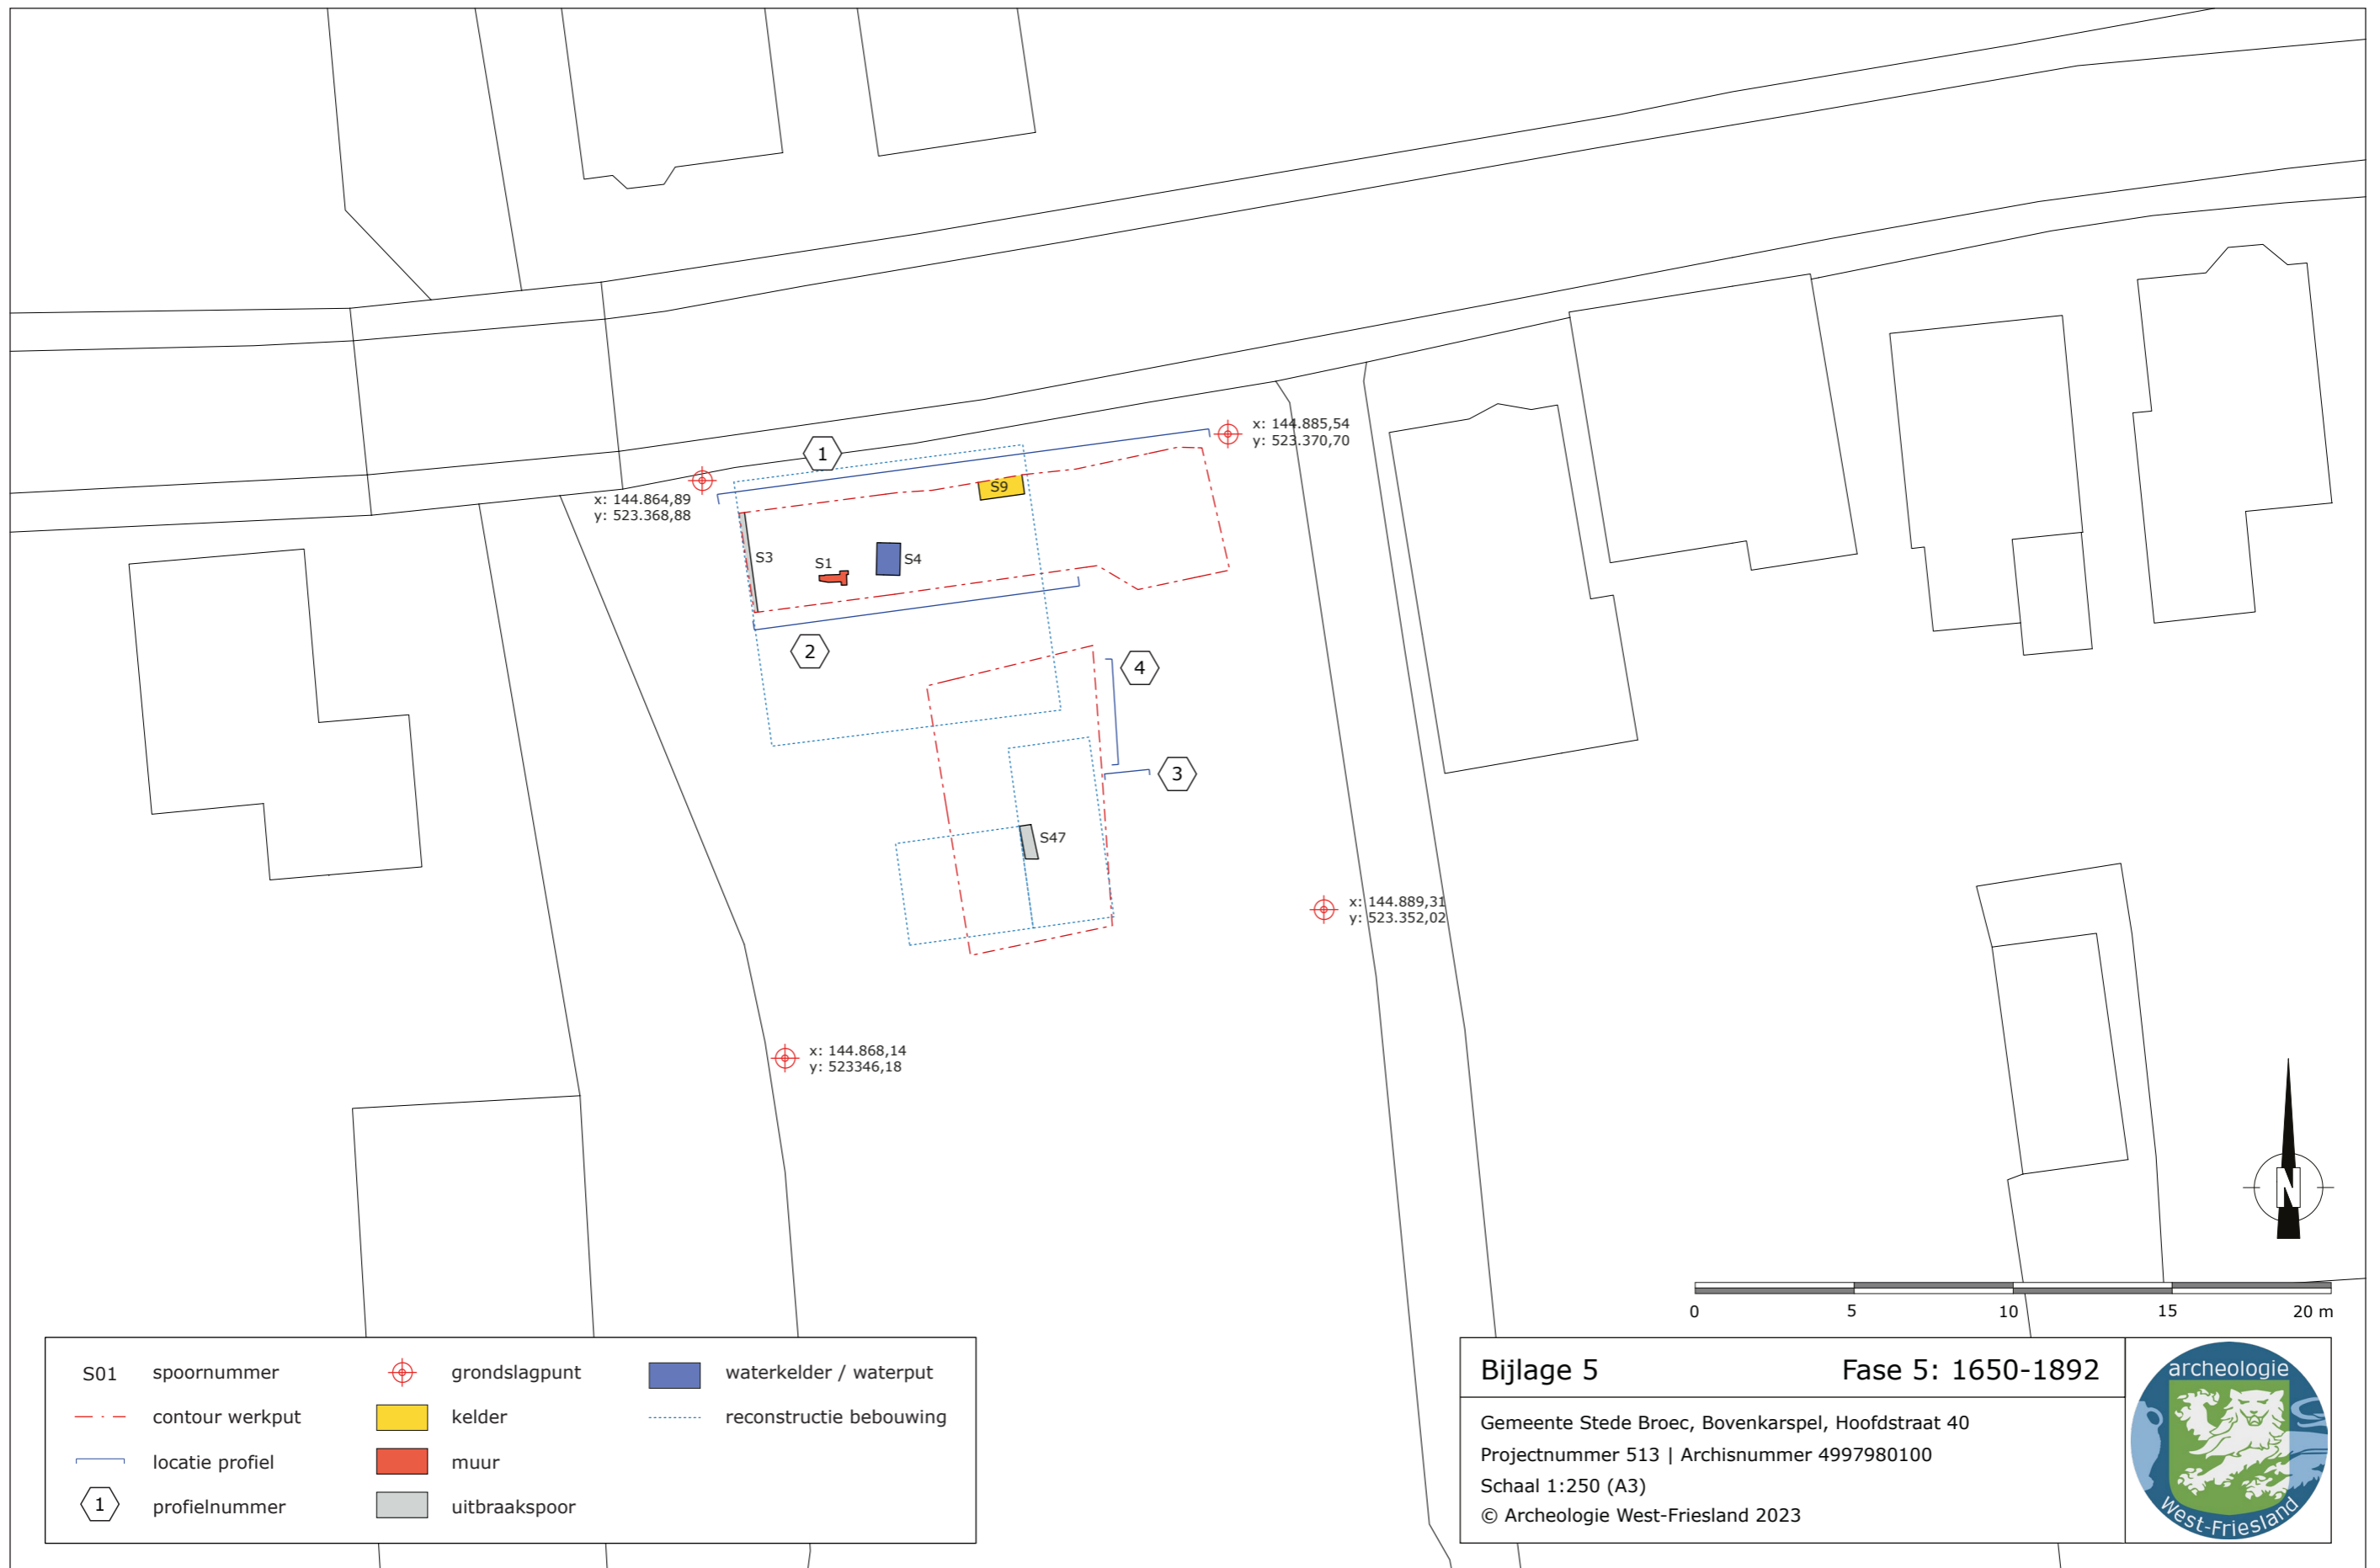 1
x: 144.885,54
y: 523.370,70
x: 144.864,89
y: 523.368,88
S9
S3
S1
S4
2
4
3
S47
x: 144.889,31
y: 523.352,02
x: 144.868,14
y: 523346,18
N
0 5 10 15 20 m
S01 spoornummer
contour werkput
locatie profiel
1 profielnummer
grondslagpunt
kelder
muur
uitbraakspoor
waterkelder / waterput
reconstructie bebouwing
Bijlage 5 Fase 5: 1650-1892
Gemeente Stede Broec, Bovenkarspel, Hoofdstraat 40
Projectnummer 513 | Archisnummer 4997980100
Schaal 1:250 (A3)
© Archeologie West-Friesland 2023
archeologie
West-Friesland